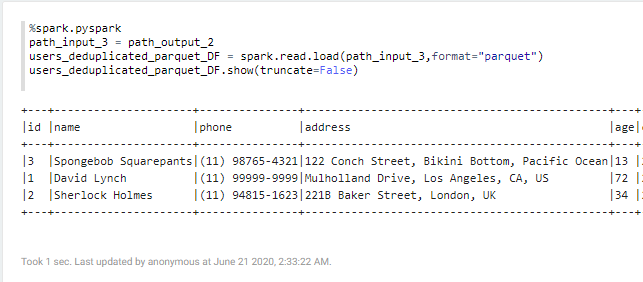 %spark.pyspark
path_input_3 = path_output_2
users_deduplicated_parquet_DF = spark.read.load(path_input_3,format="parquet")
users_deduplicated_parquet_DF.show(truncate=False)
+---+--------------------+---------------+------------------------------------------+---+
|id |name                |phone          |address                                   |age|
+---+--------------------+---------------+------------------------------------------+---+
|3  |Spongebob Squarepants|(11) 98765-4321|122 Conch Street, Bikini Bottom, Pacific Ocean|13 |
|1  |David Lynch         |(11) 99999-9999|Mulholland Drive, Los Angeles, CA, US     |72 |
|2  |Sherlock Holmes     |(11) 94815-1623|221B Baker Street, London, UK             |34 |
+---+--------------------+---------------+------------------------------------------+---+
Took 1 sec. Last updated by anonymous at June 21 2020, 2:33:22 AM.